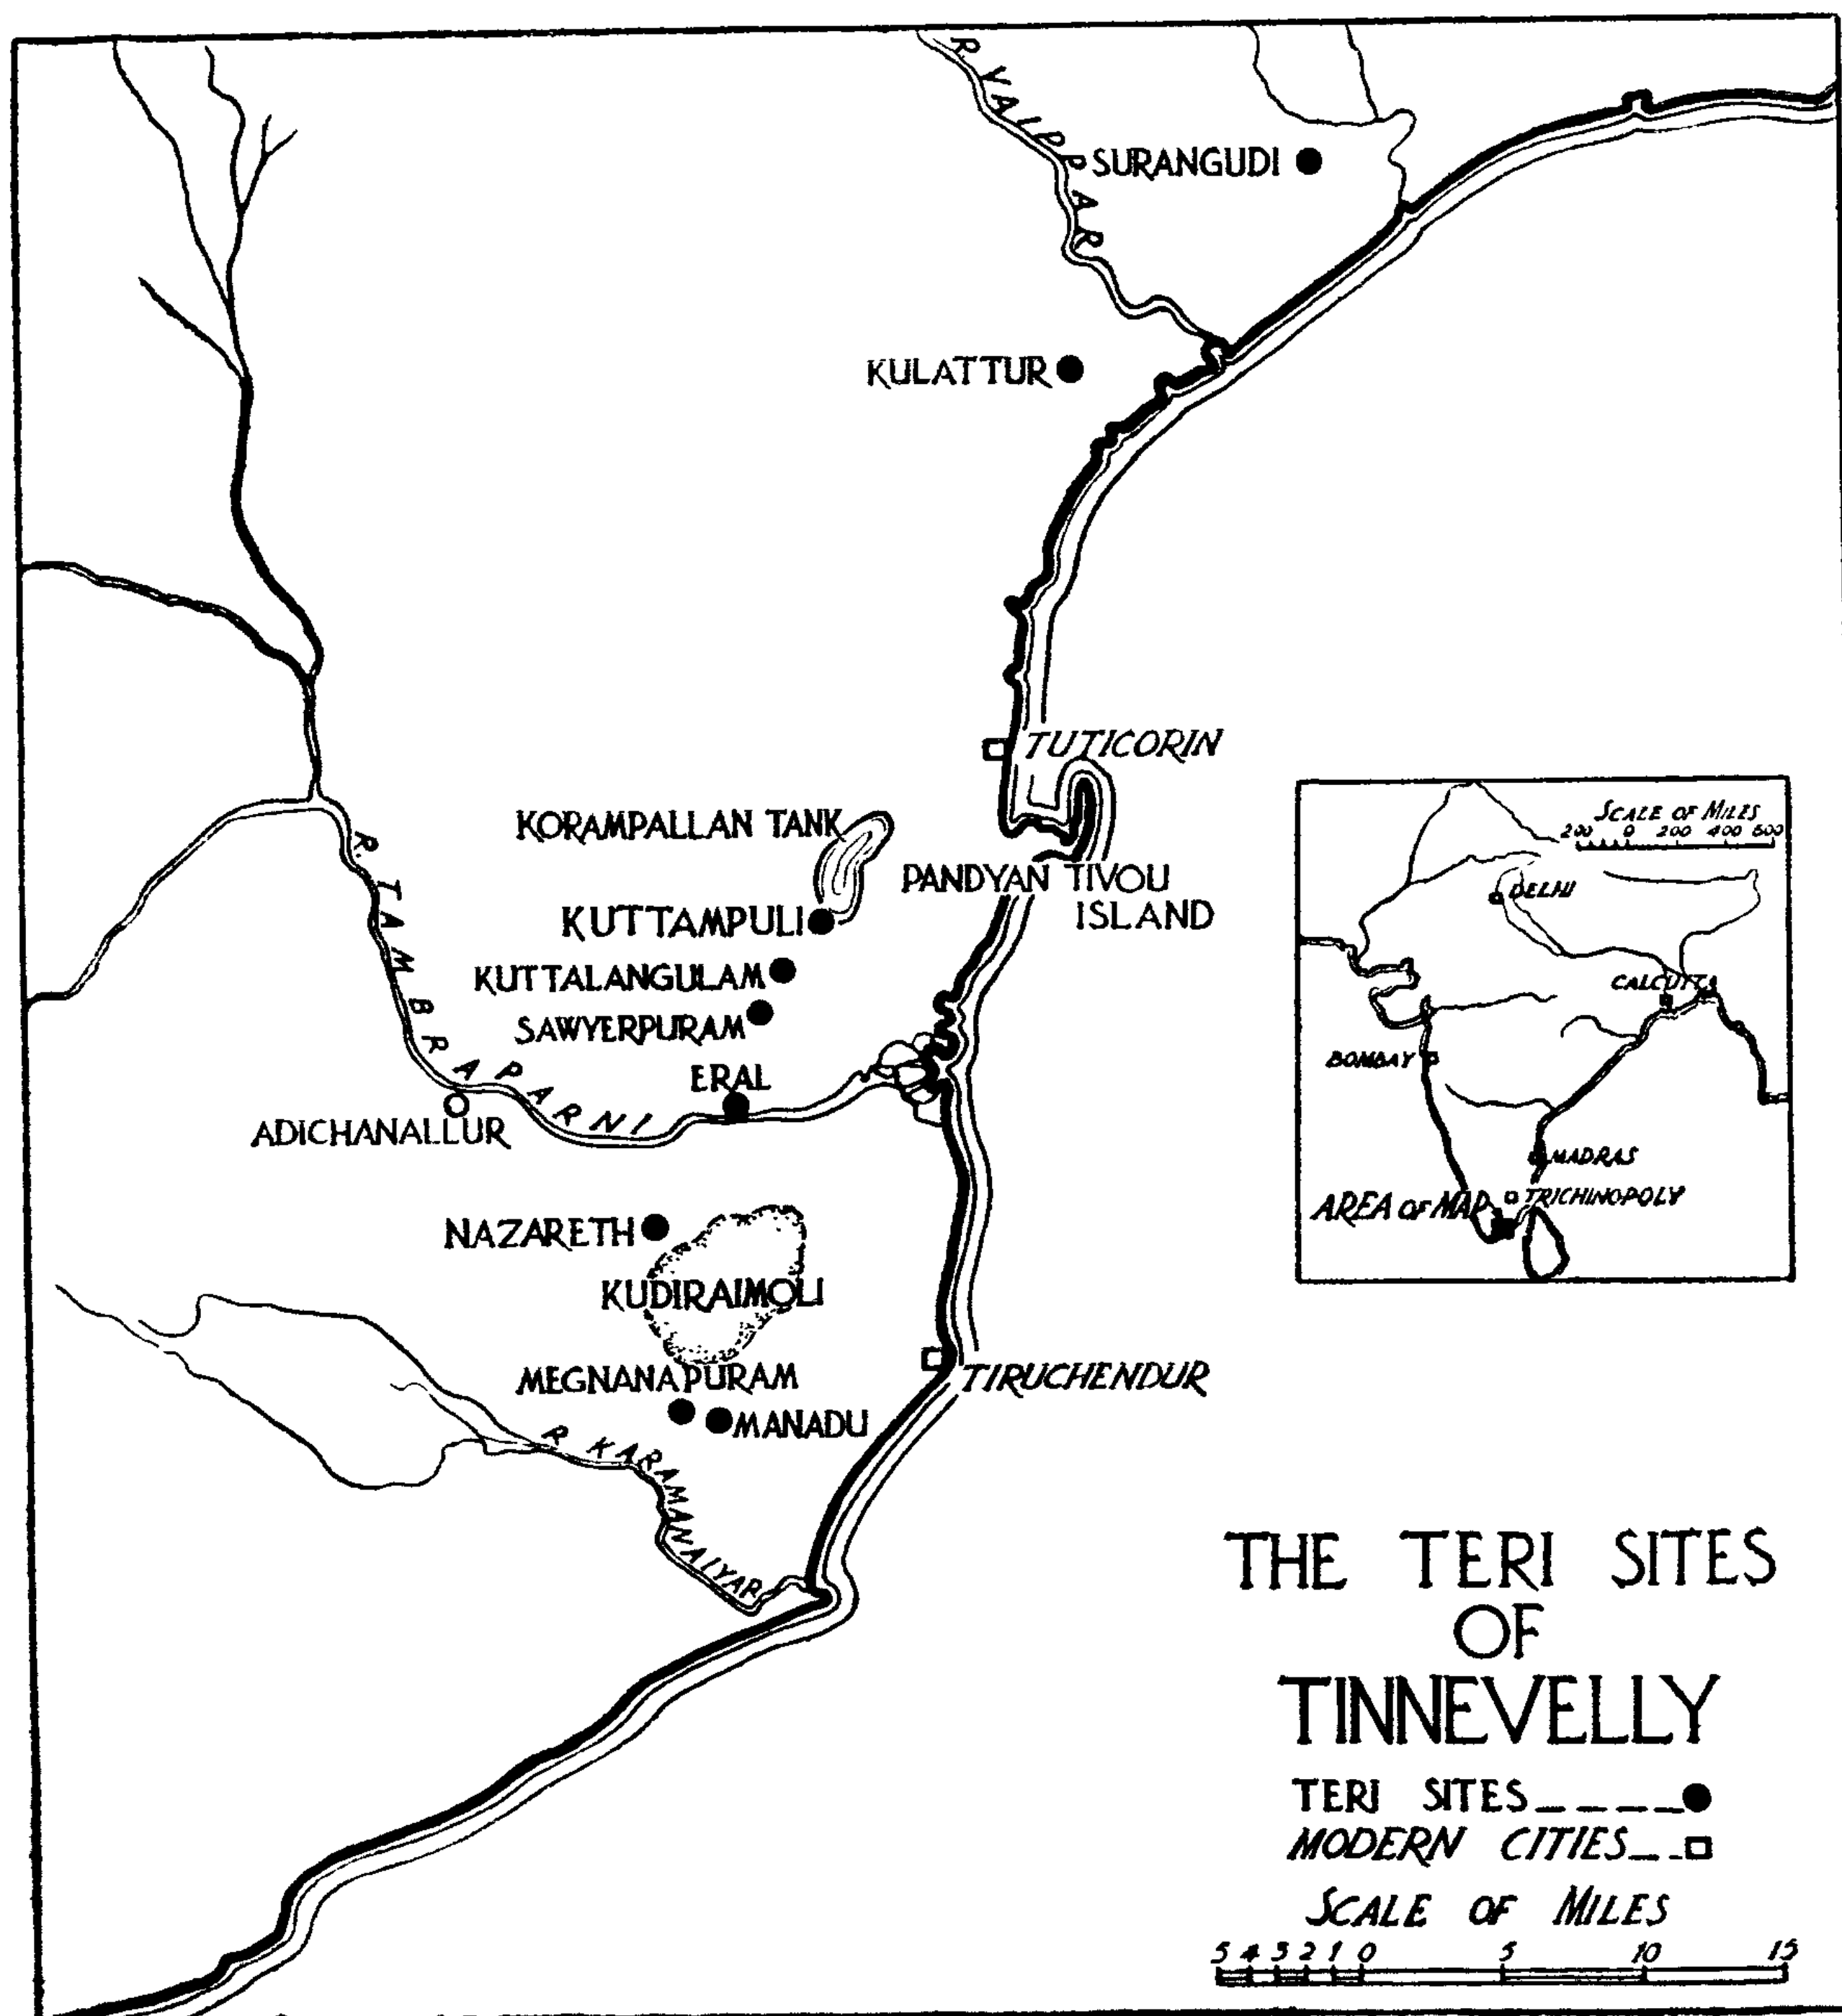 R. VAIPPAR
SURANGUDI
KULATTUR
TUTICORIN
KORAMPALLAN TANK
PANDYAN TIVOU
ISLAND
KUTTAMPULI
KUTTALANGULAM
SAWYERPURAM
ERAL
R. TAMBRAPARNI
ADICHANALLUR
NAZARETH
KUDIRAIMOLI
MEGNANAPURAM
MANADU
TIRUCHENDUR
R KARAMANAIYAR
SCALE OF MILES
200 0 200 400 600
DELHI
CALCUTTA
BOMBAY
MADRAS
TRICHINOPOLY
AREA OF MAP
THE TERI SITES
OF
TINNEVELLY
TERI SITES
MODERN CITIES
SCALE OF MILES
5 4 3 2 1 0 5 10 15